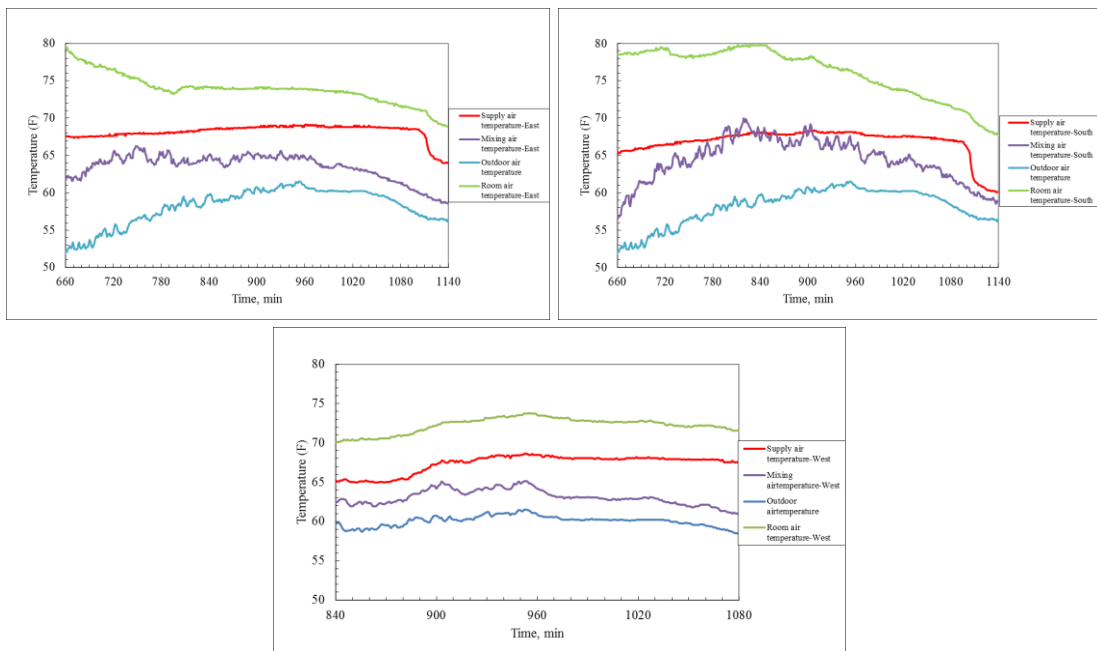 80
75
70
65
60
55
50
Temperature (F)
660
720
780
840
900
960
1020
1080
1140
Time, min
Supply air
temperature-East
Mixing air
temperature-East
Outdoor air
temperature
Room air
temperature-East
80
75
70
65
60
55
50
Temperature (F)
660
720
780
840
900
960
1020
1080
1140
Time, min
Supply air
temperature-South
Mixing air
temperature-South
Outdoor air
temperature
Room air
temperature-South
80
75
70
65
60
55
50
Temperature (F)
840
900
960
1020
1080
Time, min
Supply air
temperature-West
Mixing
airtemperature-West
Outdoor
airtemperature
Room air
temperature-West